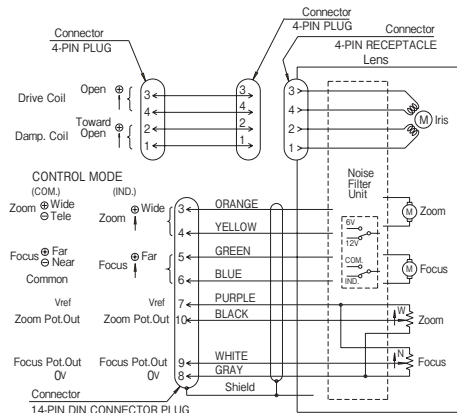 Connector
4-PIN PLUG
Connector
4-PIN PLUG
Connector
4-PIN RECEPTACLE
Lens
Drive Coil Open ⊕ 3 3 3
4 4 4
Damp. Coil Toward Open ⊕ 2 2 2
1 1 1
M Iris
CONTROL MODE
(COM.) (IND.)
Zoom ⊕ Wide
⊖ Tele
Zoom ⊕ Wide
3 ORANGE
4 YELLOW
Focus ⊕ Far
⊖ Near
Common
Focus ⊕ Far
5 GREEN
6 BLUE
Noise
Filter
Unit
6V
12V
COM.
IND.
M Zoom
M Focus
Vref Vref 7 PURPLE
Zoom Pot.Out Zoom Pot.Out 10 BLACK
W Zoom
Focus Pot.Out Focus Pot.Out 9 WHITE
0V 0V 8 GRAY
N Focus
Shield
Connector
14-PIN DIN CONNECTOR PLUG